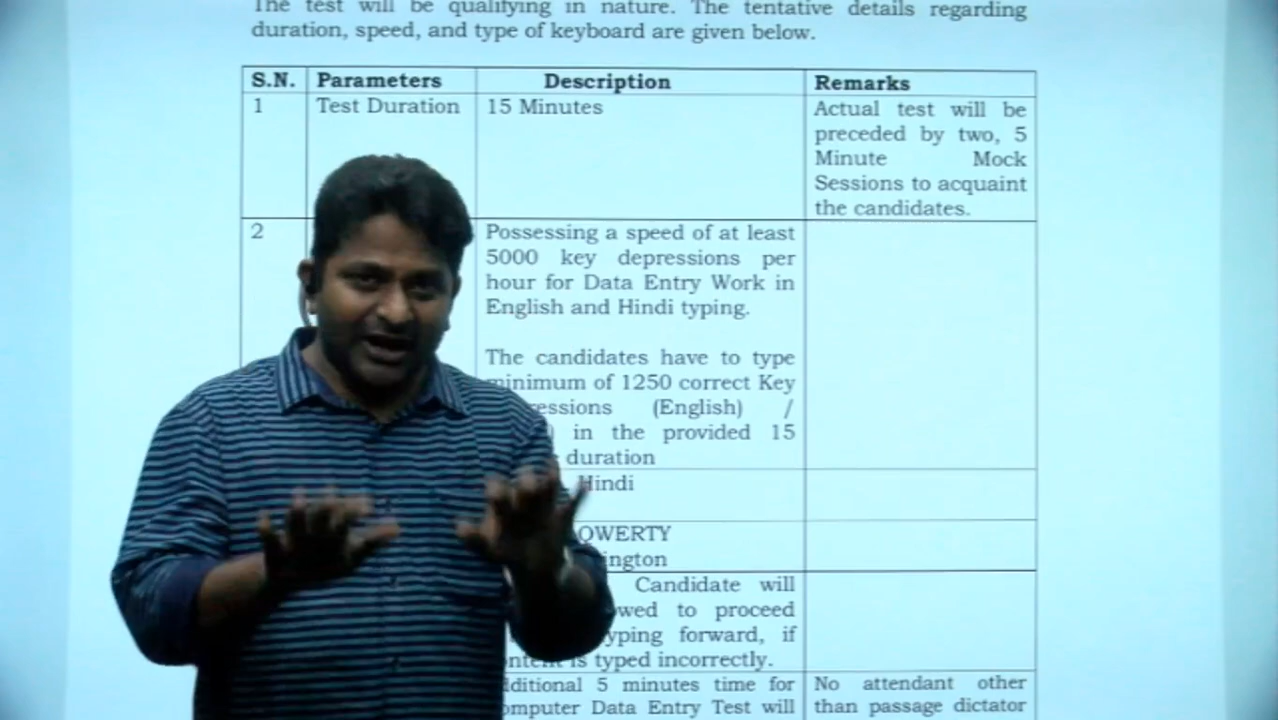 The test will be qualifying in nature. The tentative details regarding
duration, speed, and type of keyboard are given below.
S.N. Parameters Description Remarks
1 Test Duration 15 Minutes
Actual test will be
preceded by two, 5
Minute Mock
Sessions to acquaint
the candidates.
2
Possessing a speed of at least
5000 key depressions per
hour for Data Entry Work in
English and Hindi typing.
The candidates have to type
minimum of 1250 correct Key
(English) /
in the provided 15
duration
Hindi
QWERTY
Candidate will
to proceed
forward, if
is typed incorrectly.
5 minutes time for
Data Entry Test will
No attendant other
than passage dictator